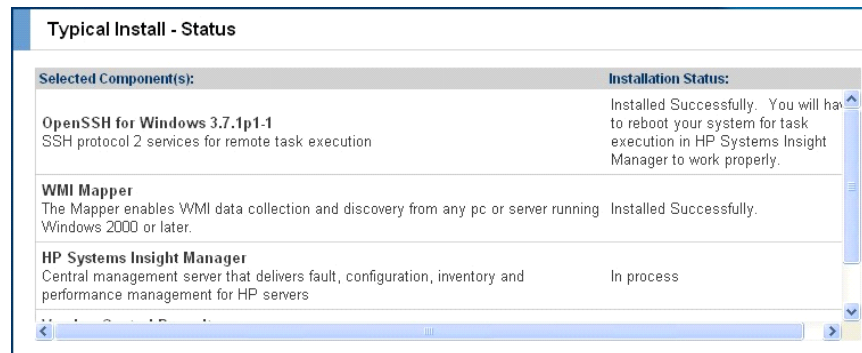 Typical Install - Status
Selected Component(s):
Installation Status:
OpenSSH for Windows 3.7.1p1-1
SSH protocol 2 services for remote task execution
Installed Successfully. You will hav
to reboot your system for task
execution in HP Systems Insight
Manager to work properly.
WMI Mapper
The Mapper enables WMI data collection and discovery from any pc or server running
Windows 2000 or later.
Installed Successfully.
HP Systems Insight Manager
Central management server that delivers fault, configuration, inventory and
performance management for HP servers
In process